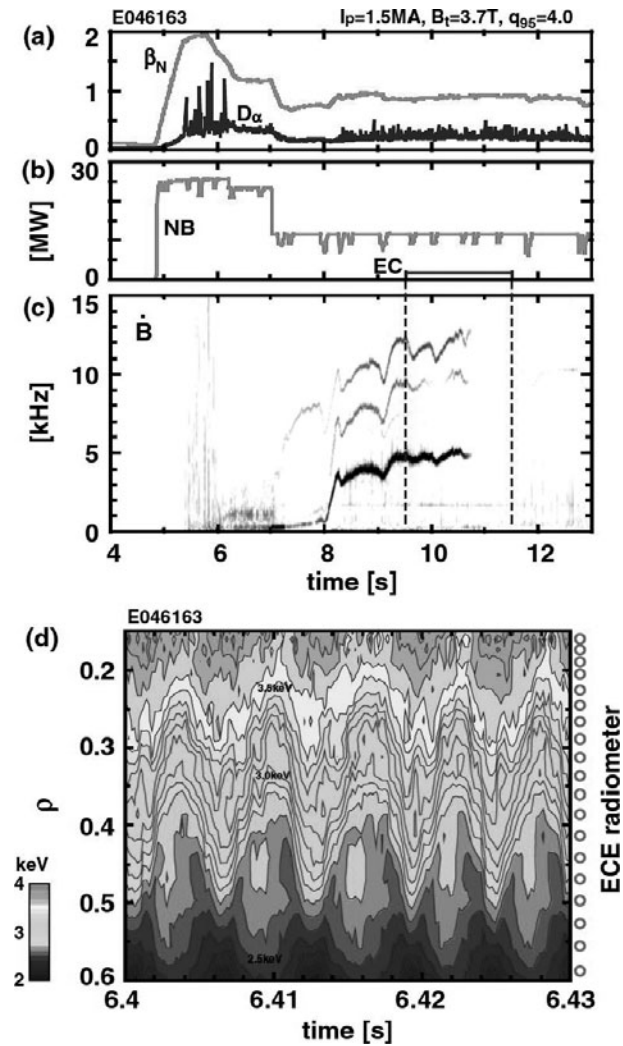 E046163 Ip=1.5MA, Bt=3.7T, q95=4.0
(a)
2
βN
1
Dα
0
(b)
30
[MW]
NB
0
EC
(c)
15
Ḃ
10
[kHz]
5
0
4 6 8 10 12
time [s]
E046163
(d)
0.2
3.5keV
0.3
3.0keV
ρ
0.4
keV
4
0.5
3
2.5keV
2
0.6
6.4 6.41 6.42 6.43
time [s]
ECE radiometer